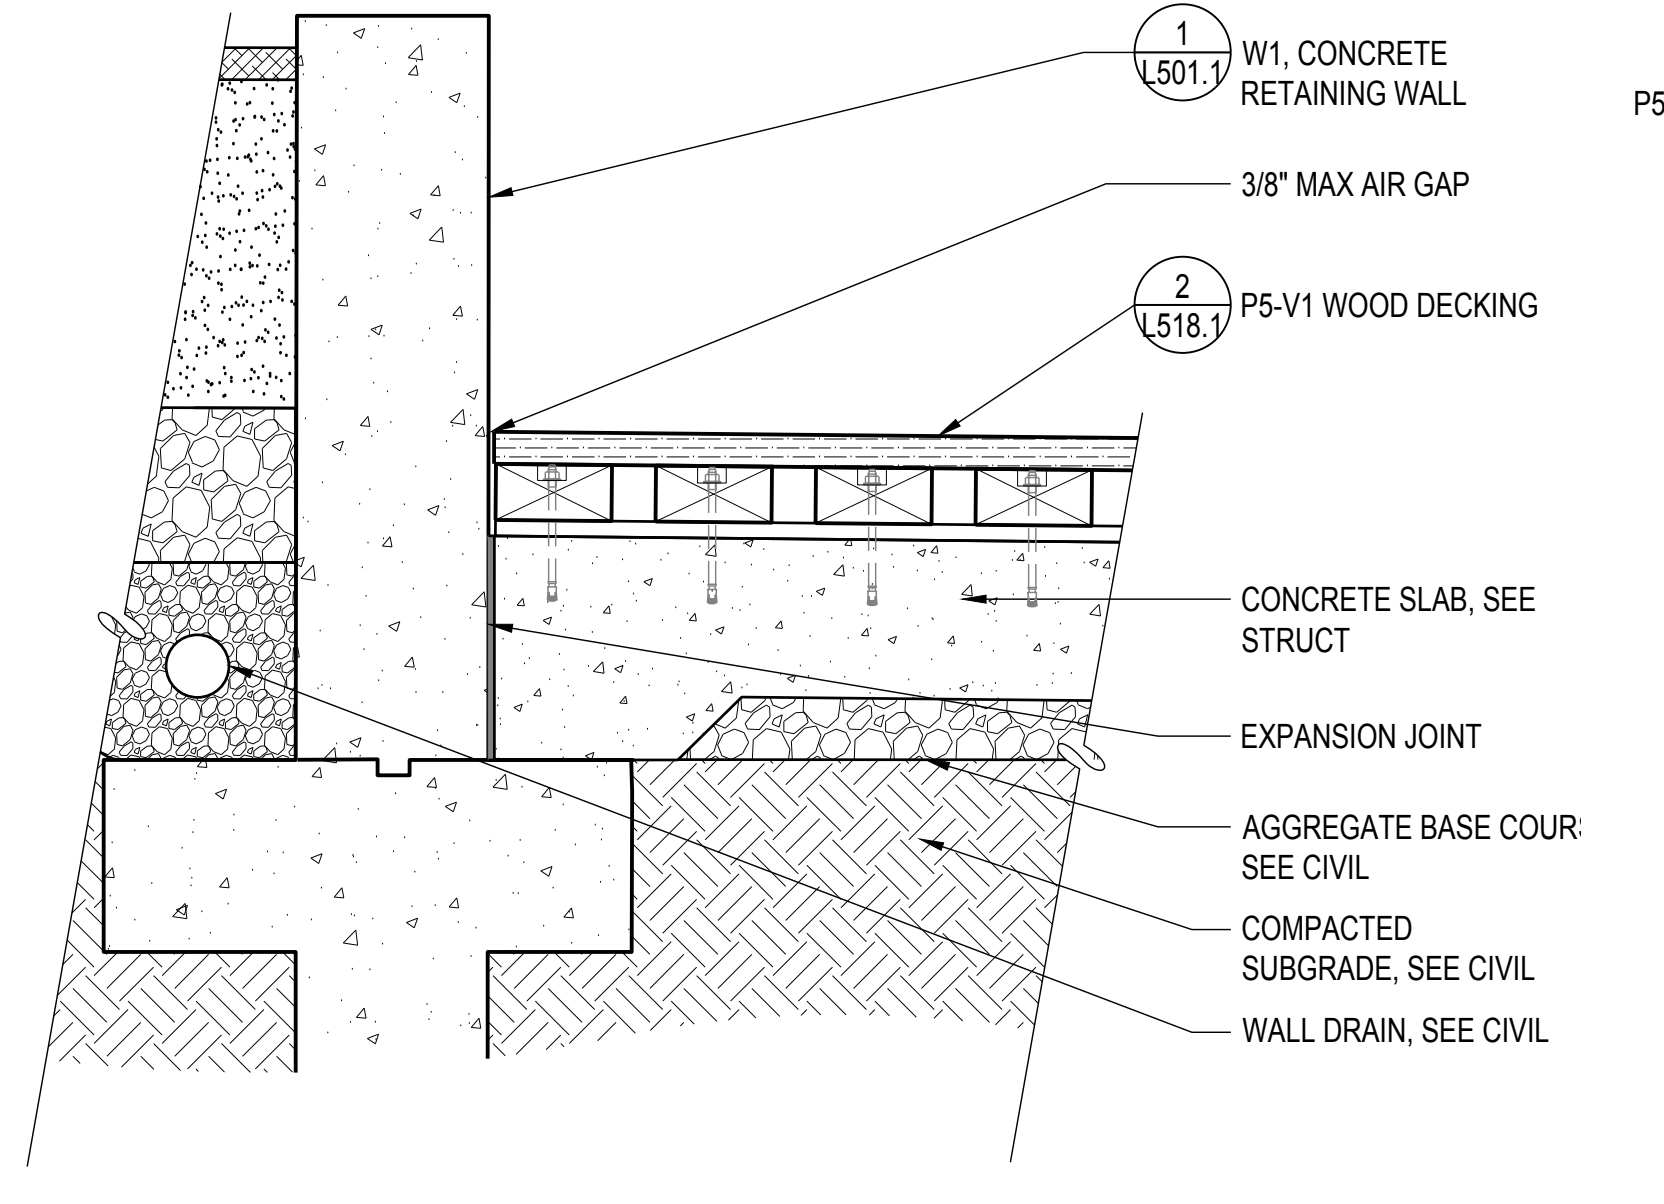 1
L501.1
W1, CONCRETE
RETAINING WALL
P5
3/8" MAX AIR GAP
2
L518.1
P5-V1 WOOD DECKING
CONCRETE SLAB, SEE
STRUCT
EXPANSION JOINT
AGGREGATE BASE COUR
SEE CIVIL
COMPACTED
SUBGRADE, SEE CIVIL
WALL DRAIN, SEE CIVIL